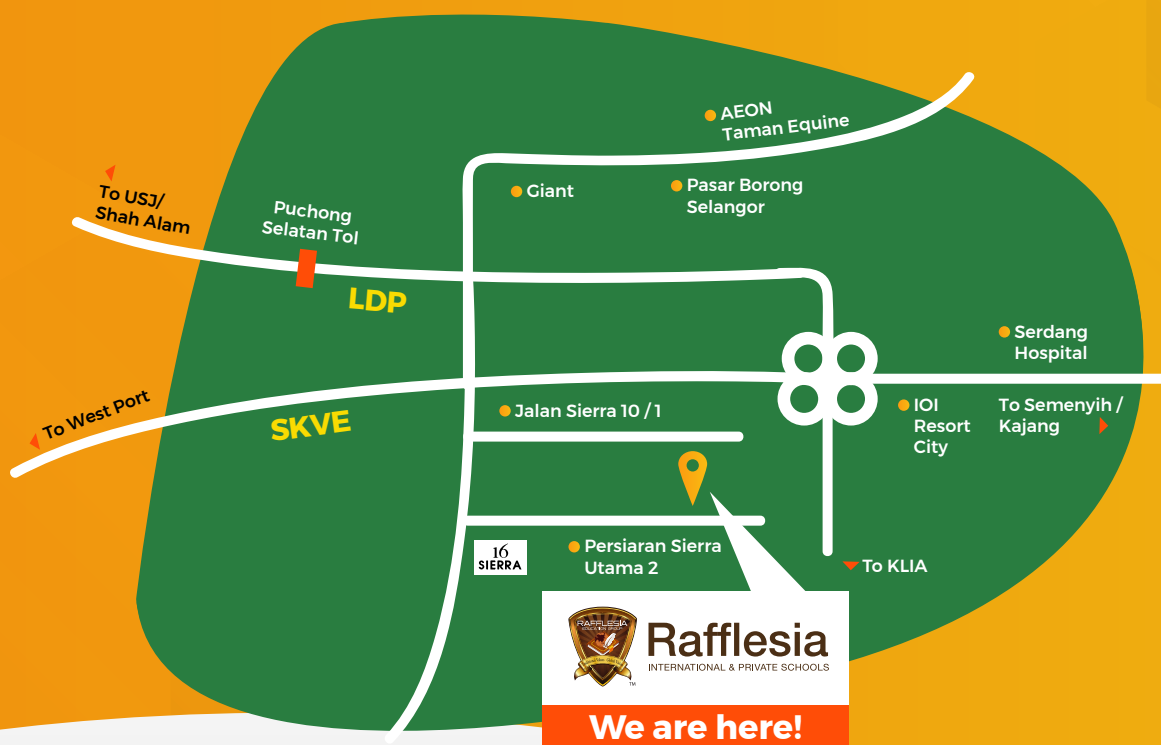 AEON
Taman Equine
Giant
Pasar Borong
Selangor
To USJ/
Shah Alam
Puchong
Selatan Tol
LDP
Serdang
Hospital
To West Port
SKVE
Jalan Sierra 10 / 1
IOI
Resort
City
To Semenyih /
Kajang
16
SIERRA
Persiaran Sierra
Utama 2
To KLIA
RAFFLESIA
Rafflesia
INTERNATIONAL & PRIVATE SCHOOLS
TM
We are here!